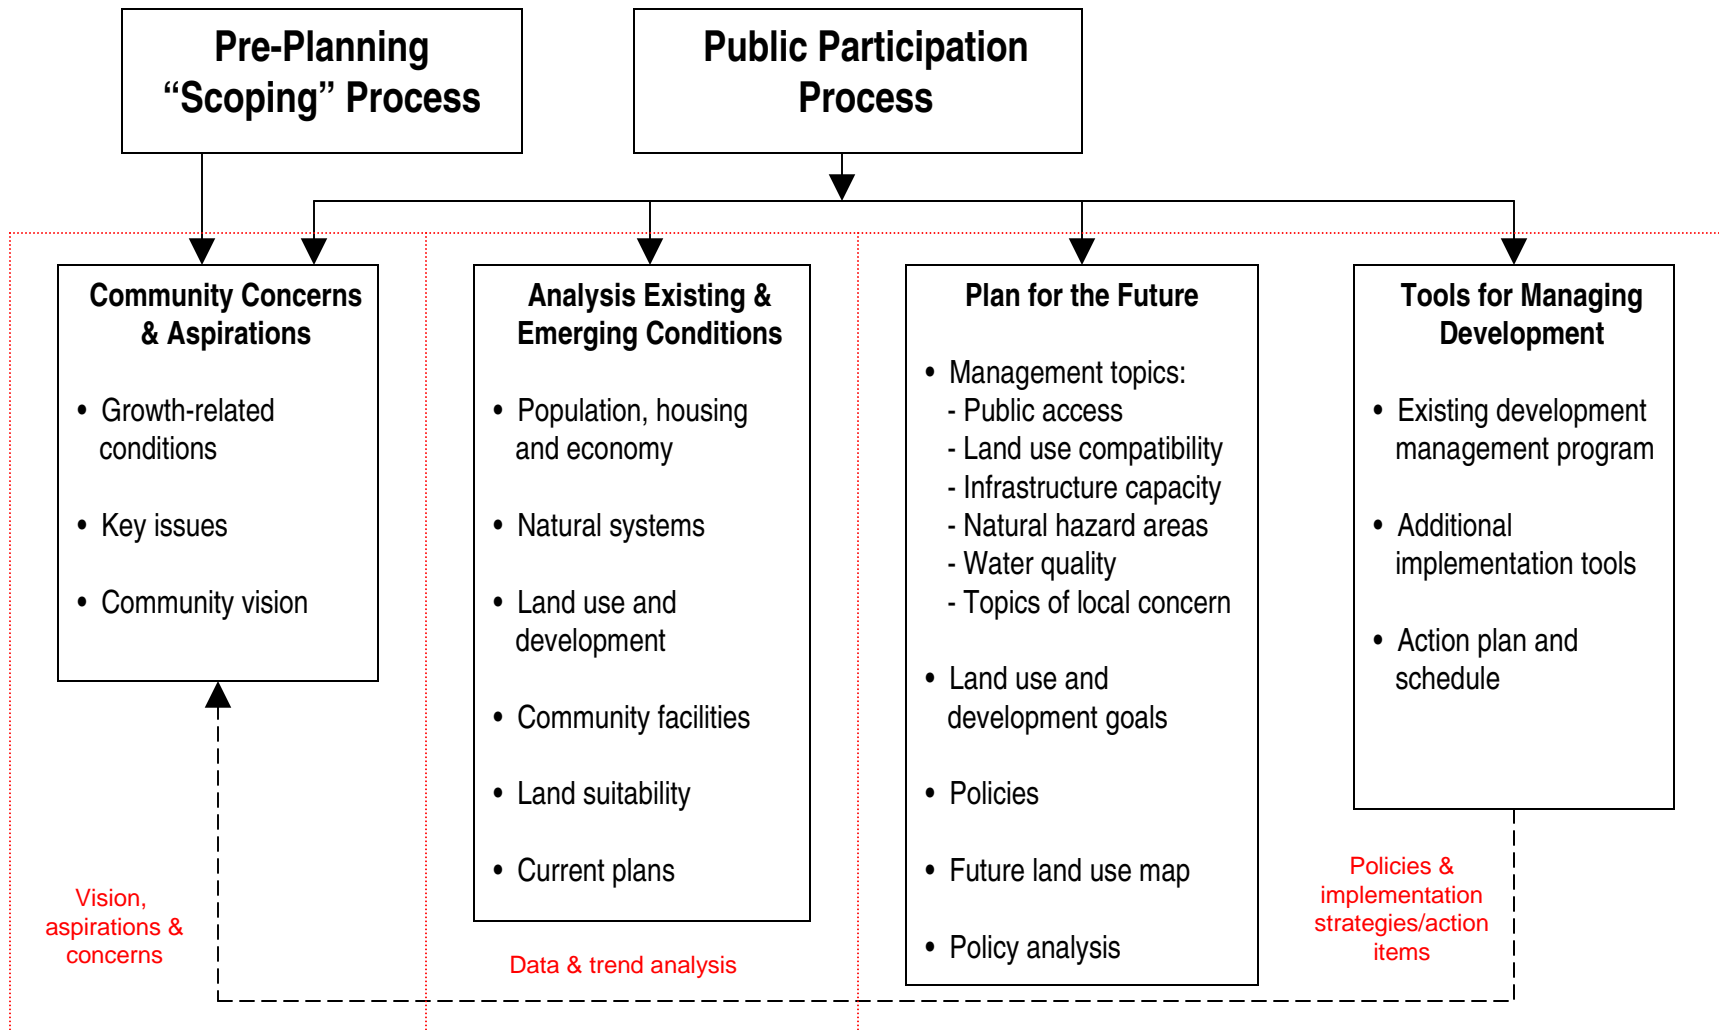 Pre-Planning
“Scoping” Process
Public Participation
Process
Community Concerns
& Aspirations
• Growth-related
conditions
• Key issues
• Community vision
Analysis Existing &
Emerging Conditions
• Population, housing
and economy
• Natural systems
• Land use and
development
• Community facilities
• Land suitability
• Current plans
Plan for the Future
• Management topics:
- Public access
- Land use compatibility
- Infrastructure capacity
- Natural hazard areas
- Water quality
- Topics of local concern
• Land use and
development goals
• Policies
• Future land use map
• Policy analysis
Tools for Managing
Development
• Existing development
management program
• Additional
implementation tools
• Action plan and
schedule
Vision,
aspirations &
concerns
Data & trend analysis
Policies &
implementation
strategies/action
items